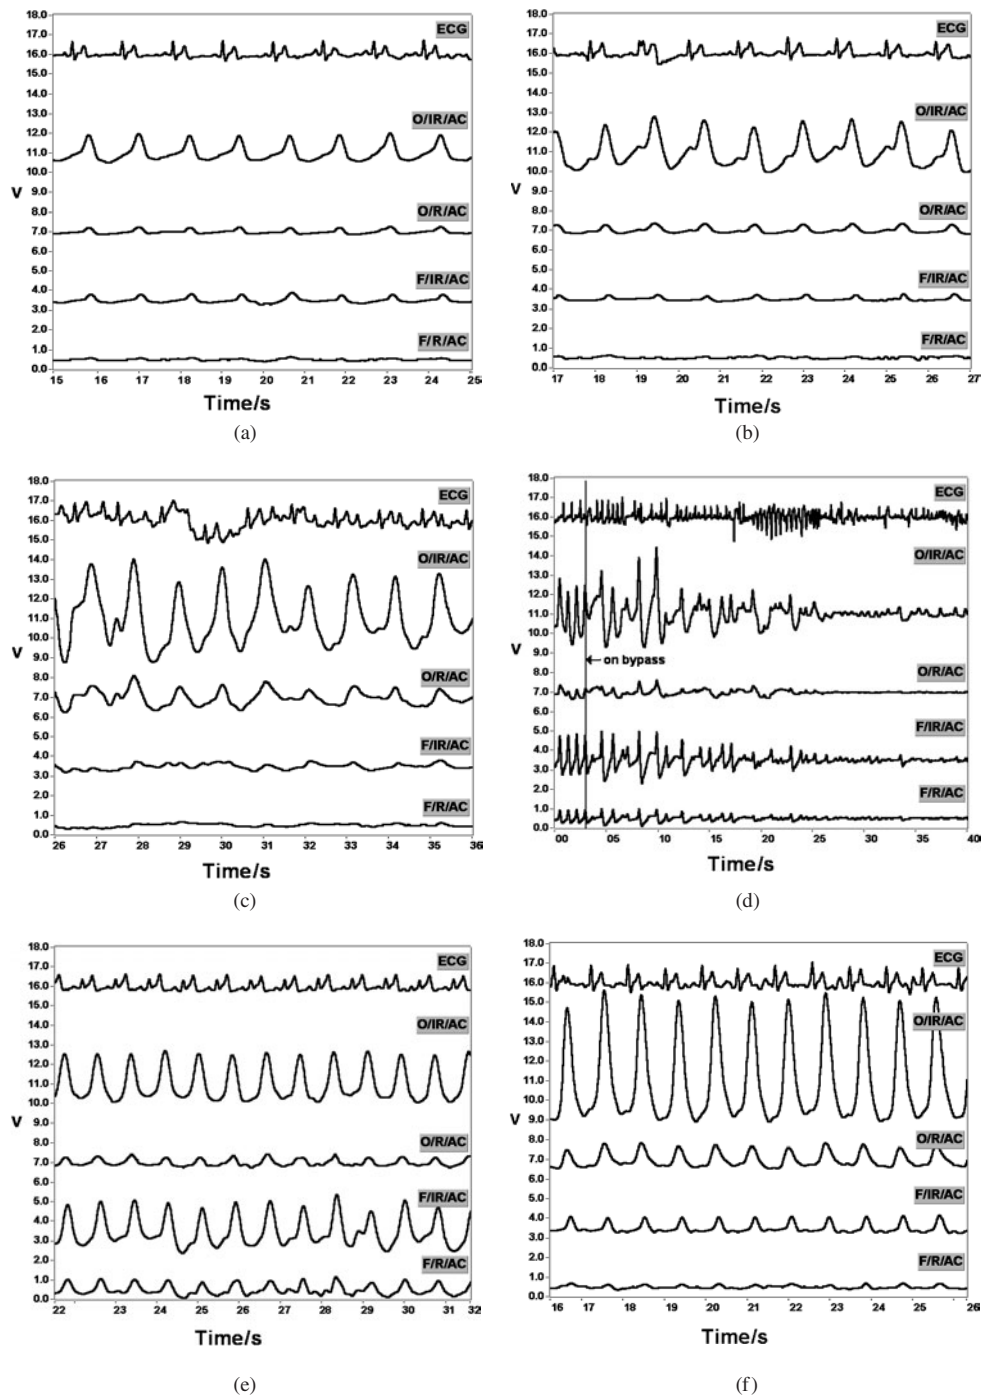 18.0
17.0
16.0
15.0
14.0
13.0
12.0
11.0
10.0
9.0
8.0
7.0
6.0
5.0
4.0
3.0
2.0
1.0
0.0
V
ECG
O/IR/AC
O/R/AC
F/IR/AC
F/R/AC
15 16 17 18 19 20 21 22 23 24 25
Time/s
(a)
18.0
17.0
16.0
15.0
14.0
13.0
12.0
11.0
10.0
9.0
8.0
7.0
6.0
5.0
4.0
3.0
2.0
1.0
0.0
V
ECG
O/IR/AC
O/R/AC
F/IR/AC
F/R/AC
17 18 19 20 21 22 23 24 25 26 27
Time/s
(b)
18.0
17.0
16.0
15.0
14.0
13.0
12.0
11.0
10.0
9.0
8.0
7.0
6.0
5.0
4.0
3.0
2.0
1.0
0.0
V
ECG
O/IR/AC
O/R/AC
F/IR/AC
F/R/AC
26 27 28 29 30 31 32 33 34 35 36
Time/s
(c)
18.0
17.0
16.0
15.0
14.0
13.0
12.0
11.0
10.0
9.0
8.0
7.0
6.0
5.0
4.0
3.0
2.0
1.0
0.0
V
ECG
O/IR/AC
on bypass
O/R/AC
F/IR/AC
F/R/AC
00 05 10 15 20 25 30 35 40
Time/s
(d)
18.0
17.0
16.0
15.0
14.0
13.0
12.0
11.0
10.0
9.0
8.0
7.0
6.0
5.0
4.0
3.0
2.0
1.0
0.0
V
ECG
O/IR/AC
O/R/AC
F/IR/AC
F/R/AC
22 23 24 25 26 27 28 29 30 31 32
Time/s
(e)
18.0
17.0
16.0
15.0
14.0
13.0
12.0
11.0
10.0
9.0
8.0
7.0
6.0
5.0
4.0
3.0
2.0
1.0
0.0
V
ECG
O/IR/AC
O/R/AC
F/IR/AC
F/R/AC
16 17 18 19 20 21 22 23 24 25 26
Time/s
(f)